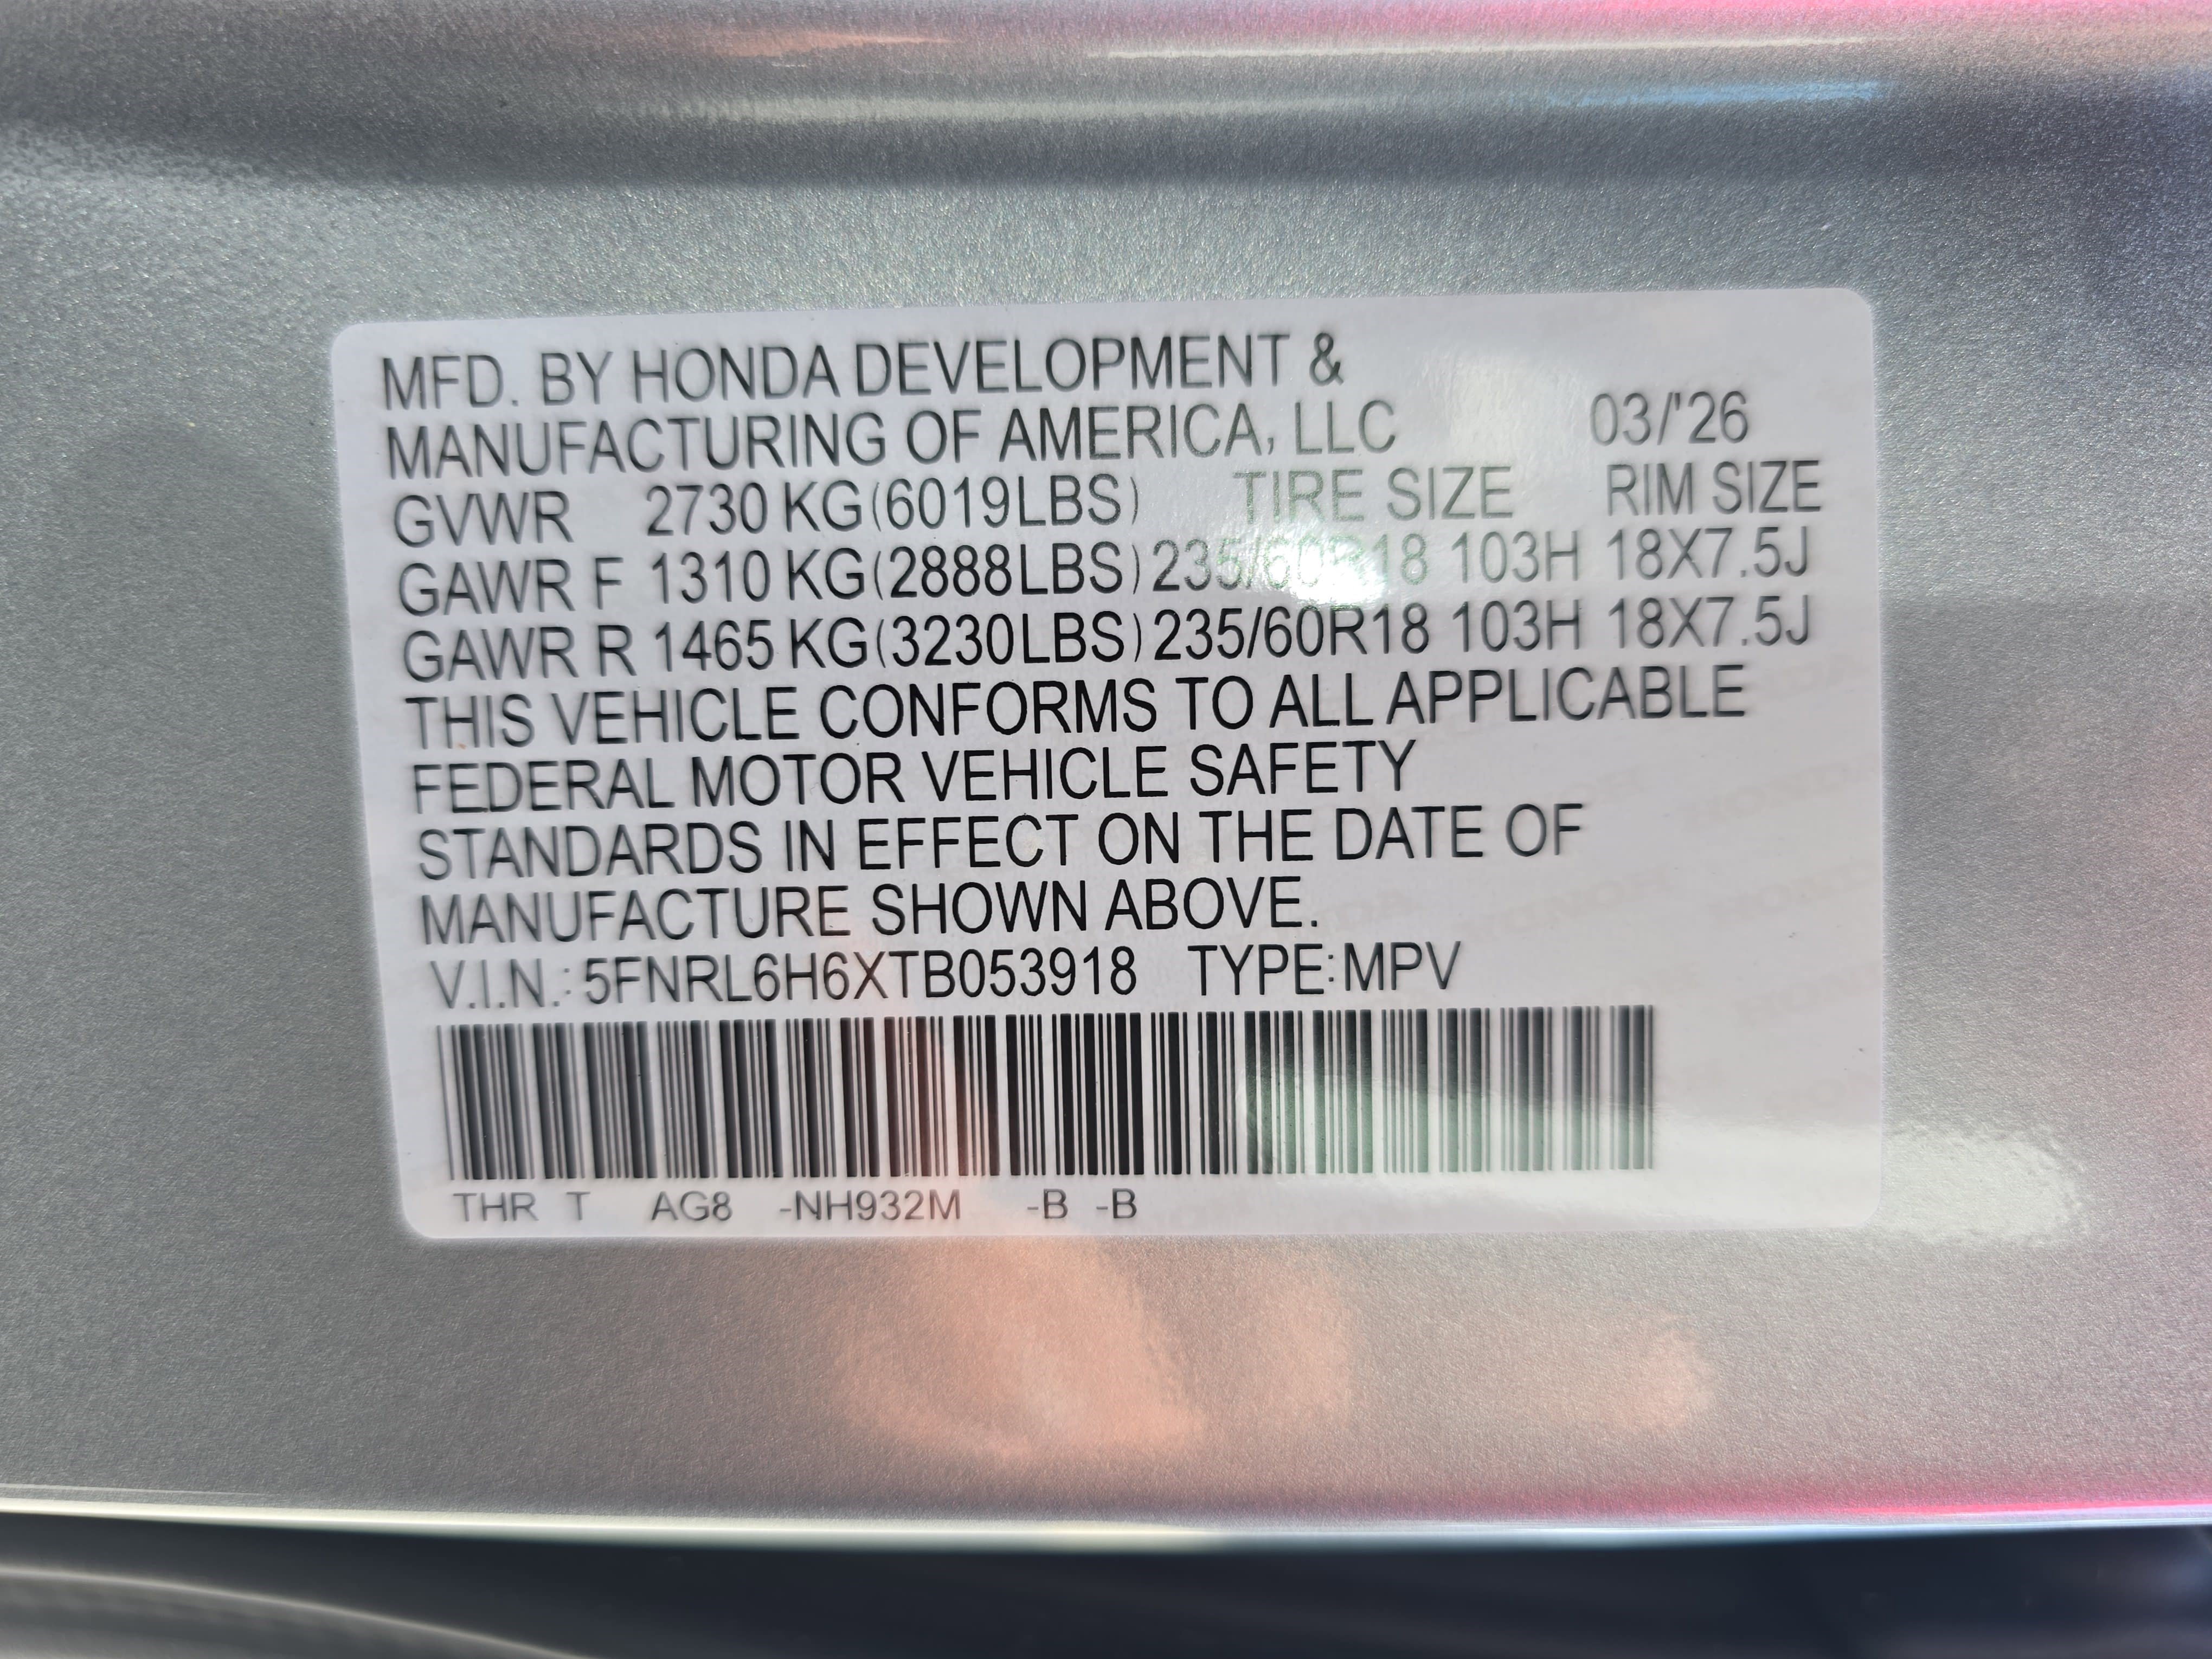 MFD. BY HONDA DEVELOPMENT &
MANUFACTURING OF AMERICA, LLC 03/'26
GVWR 2730 KG(6019LBS) TIRE SIZE RIM SIZE
GAWR F 1310 KG(2888LBS) 235/60R18 103H 18X7.5J
GAWR R 1465 KG(3230LBS) 235/60R18 103H 18X7.5J
THIS VEHICLE CONFORMS TO ALL APPLICABLE
FEDERAL MOTOR VEHICLE SAFETY
STANDARDS IN EFFECT ON THE DATE OF
MANUFACTURE SHOWN ABOVE.
V.I.N.: 5FNRL6H6XTB053918 TYPE:MPV
THR T AG8 -NH932M -B -B